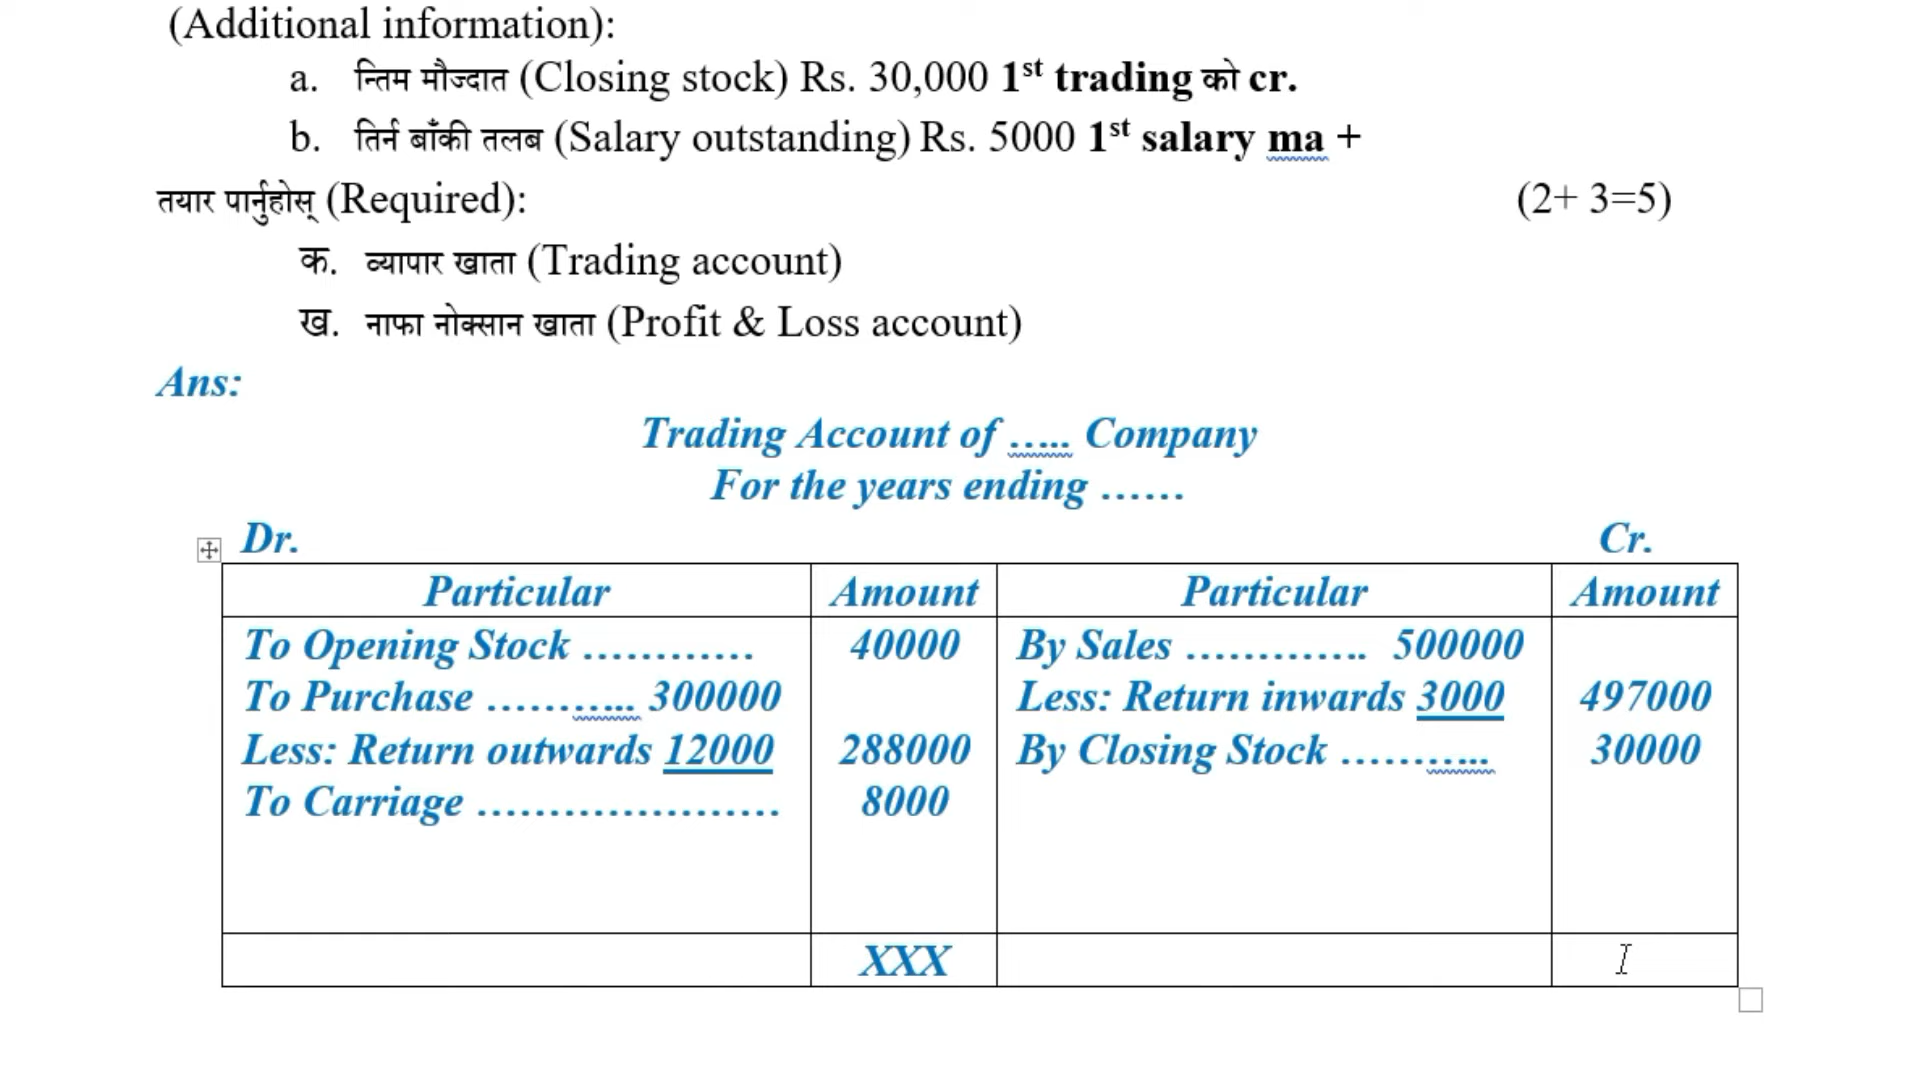 (Additional information):
a. न्तिम मौज्दात (Closing stock) Rs. 30,000 1st trading को cr.
b. तिर्न बाँकी तलब (Salary outstanding) Rs. 5000 1st salary ma +
तयार पार्नुहोस् (Required): (2+ 3=5)
क. व्यापार खाता (Trading account)
ख. नाफा नोक्सान खाता (Profit & Loss account)
Ans:
Trading Account of ….. Company
For the years ending ……
Dr. Cr.
Particular Amount Particular Amount
To Opening Stock ………… 40000 By Sales ………….. 500000
To Purchase ………... 300000 Less: Return inwards 3000 497000
Less: Return outwards 12000 288000 By Closing Stock ………... 30000
To Carriage ………………… 8000
XXX